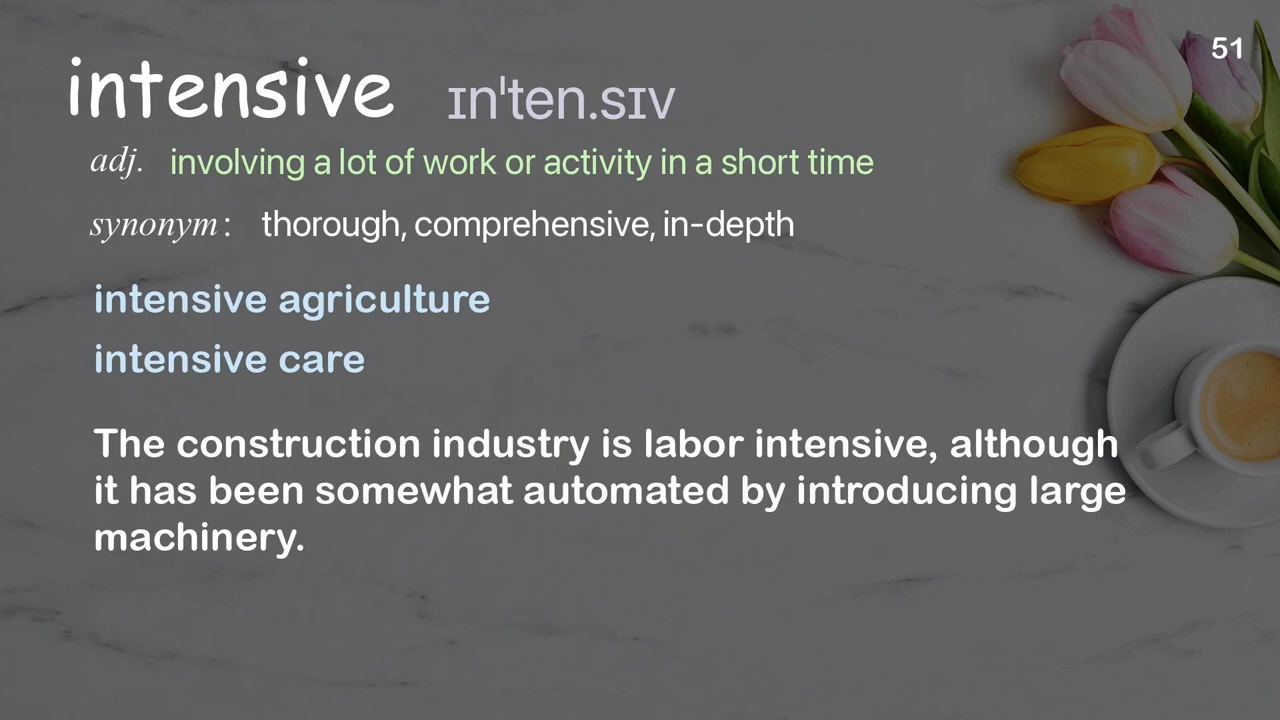 51
intensive ɪn'ten.sɪv
adj. involving a lot of work or activity in a short time
synonym: thorough, comprehensive, in-depth
intensive agriculture
intensive care
The construction industry is labor intensive, although
it has been somewhat automated by introducing large
machinery.